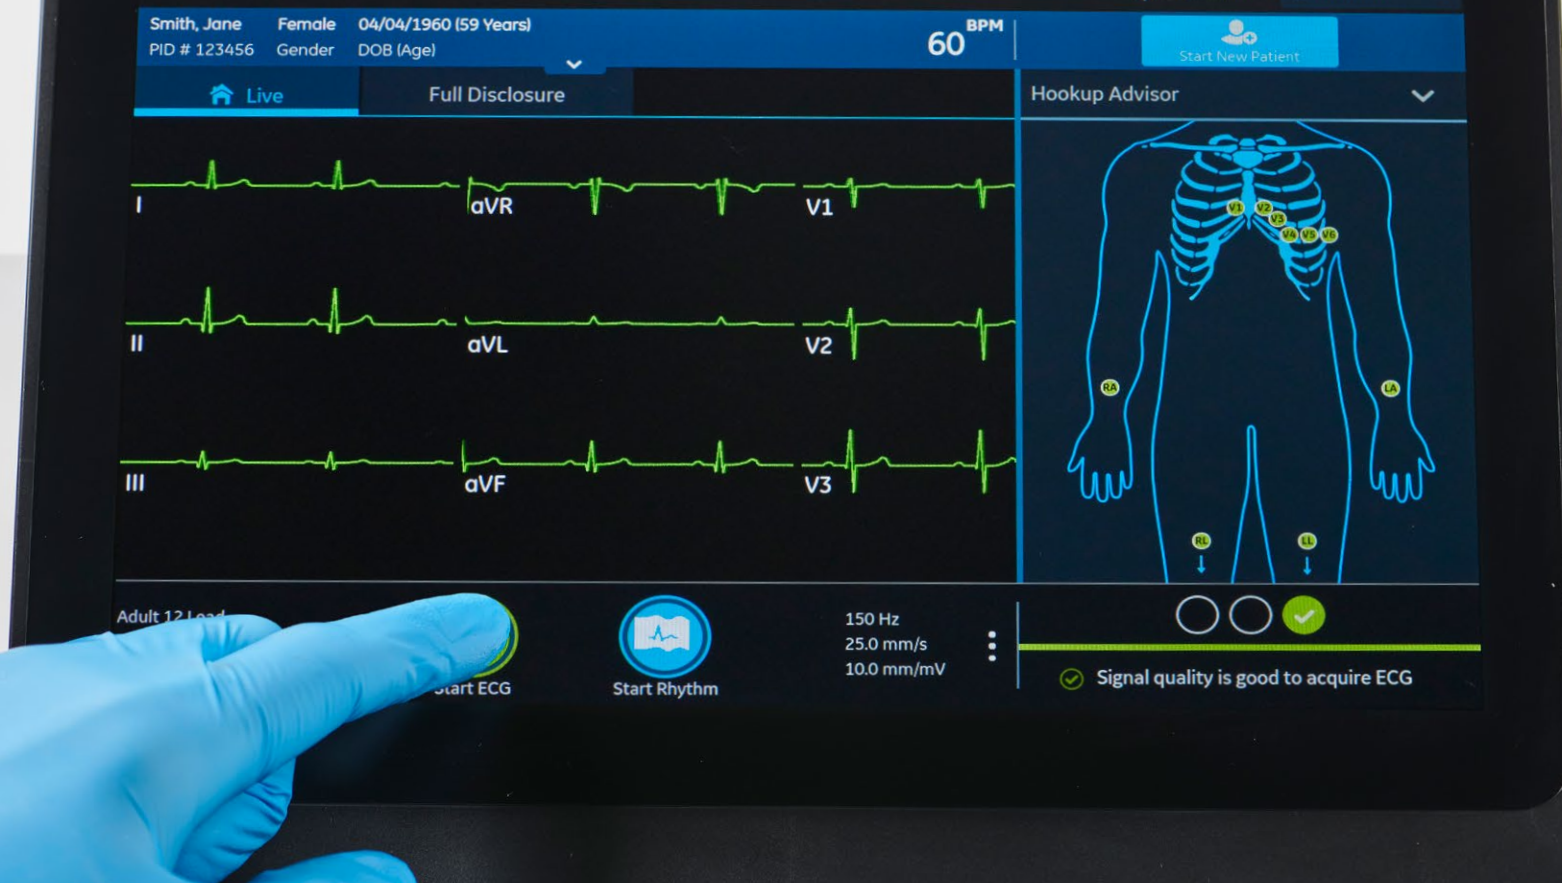 Smith, Jane Female 04/04/1960 (59 Years)
PID # 123456 Gender DOB (Age)
60 BPM
Start New Patient
Live
Full Disclosure
Hookup Advisor
I
aVR
V1
II
aVL
V2
III
aVF
V3
V1 V2
V3
V4 V5 V6
RA
LA
RL
LL
Adult 12 Lead
Start ECG
Start Rhythm
150 Hz
25.0 mm/s
10.0 mm/mV
Signal quality is good to acquire ECG